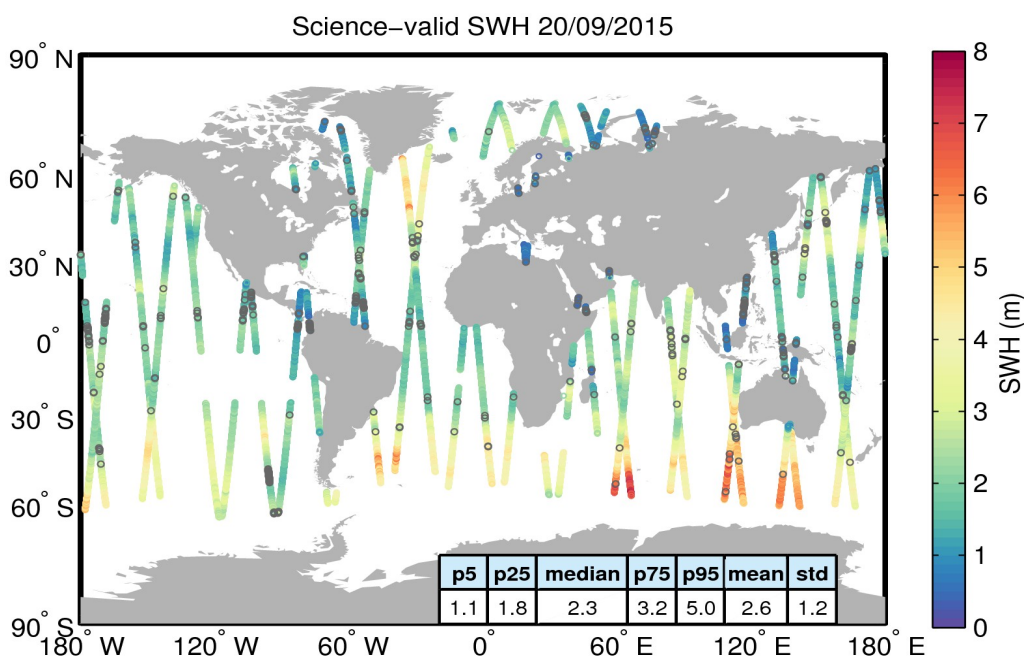 Science−valid SWH 20/09/2015
90° N
60° N
30° N
0°
30° S
60° S
90° S
180° W
120° W
60° W
0°
60° E
120° E
180° E
p5 p25 median p75 p95 mean std
1.1 1.8 2.3 3.2 5.0 2.6 1.2
8
7
6
5
4
3
2
1
0
SWH (m)